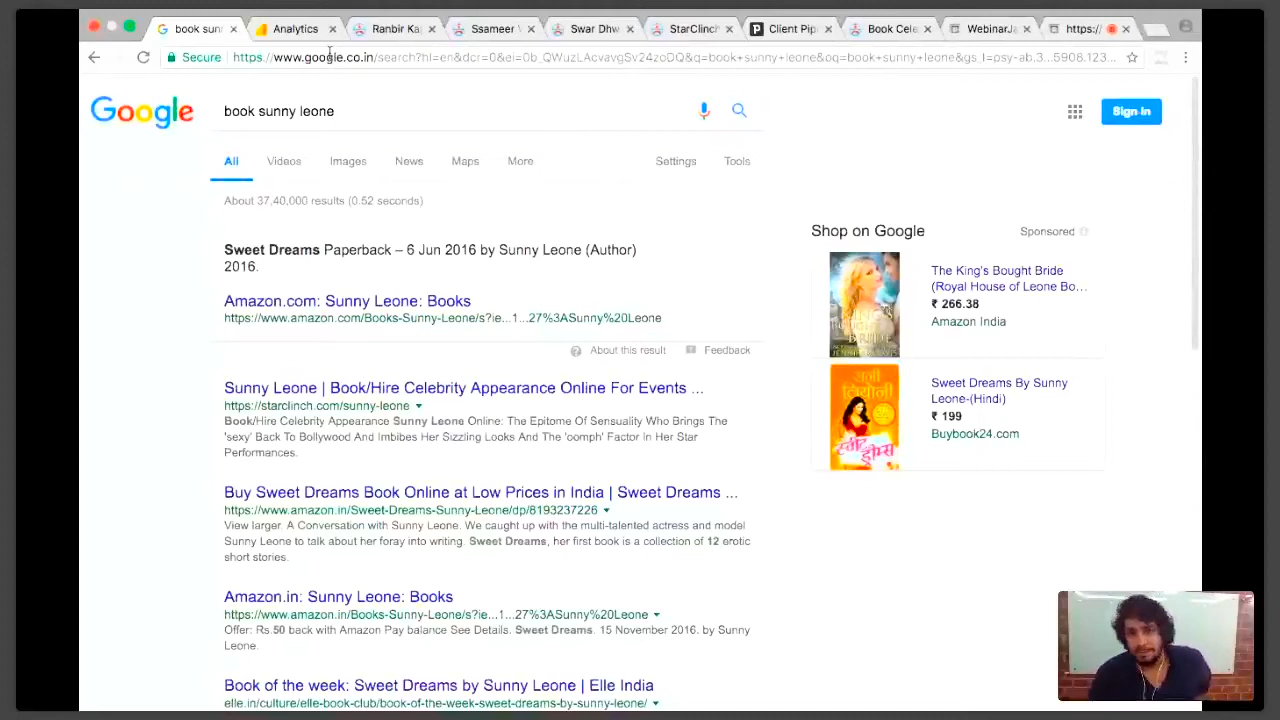 book sun
Analytics
Ranbir Ka
Ssameer
Swar Dhw
StarClinch
Client Pip
Book Cele
WebinarJa
https://
Secure
https://www.google.co.in/search?hl=en&dcr=0&ei=0b_QWuzLAcvavgSv24zoDQ&q=book+sunny+leone&oq=book+sunny+leone&gs_l=psy-ab.3...5908.123...
Google
book sunny leone
Sign in
All
Videos
Images
News
Maps
More
Settings
Tools
About 37,40,000 results (0.52 seconds)
Sweet Dreams Paperback – 6 Jun 2016 by Sunny Leone (Author)
2016.
Amazon.com: Sunny Leone: Books
https://www.amazon.com/Books-Sunny-Leone/s?ie...1...27%3ASunny%20Leone
About this result
Feedback
Sunny Leone | Book/Hire Celebrity Appearance Online For Events ...
https://starclinch.com/sunny-leone
Book/Hire Celebrity Appearance Sunny Leone Online: The Epitome Of Sensuality Who Brings The
'sexy' Back To Bollywood And Imbibes Her Sizzling Looks And The 'oomph' Factor In Her Star
Performances.
Buy Sweet Dreams Book Online at Low Prices in India | Sweet Dreams ...
https://www.amazon.in/Sweet-Dreams-Sunny-Leone/dp/8193237226
View larger. A Conversation with Sunny Leone. We caught up with the multi-talented actress and model
Sunny Leone to talk about her foray into writing. Sweet Dreams, her first book is a collection of 12 erotic
short stories.
Amazon.in: Sunny Leone: Books
https://www.amazon.in/Books-Sunny-Leone/s?ie...1...27%3ASunny%20Leone
Offer: Rs.50 back with Amazon Pay balance See Details. Sweet Dreams. 15 November 2016. by Sunny
Leone.
Book of the week: Sweet Dreams by Sunny Leone | Elle India
elle.in/culture/elle-book-club/book-of-the-week-sweet-dreams-by-sunny-leone/
Shop on Google
Sponsored
The King's Bought Bride
(Royal House of Leone Bo...
₹ 266.38
Amazon India
Sweet Dreams By Sunny
Leone-(Hindi)
₹ 199
Buybook24.com
सनी
लियोनी
स्वीट
ड्रीम्स